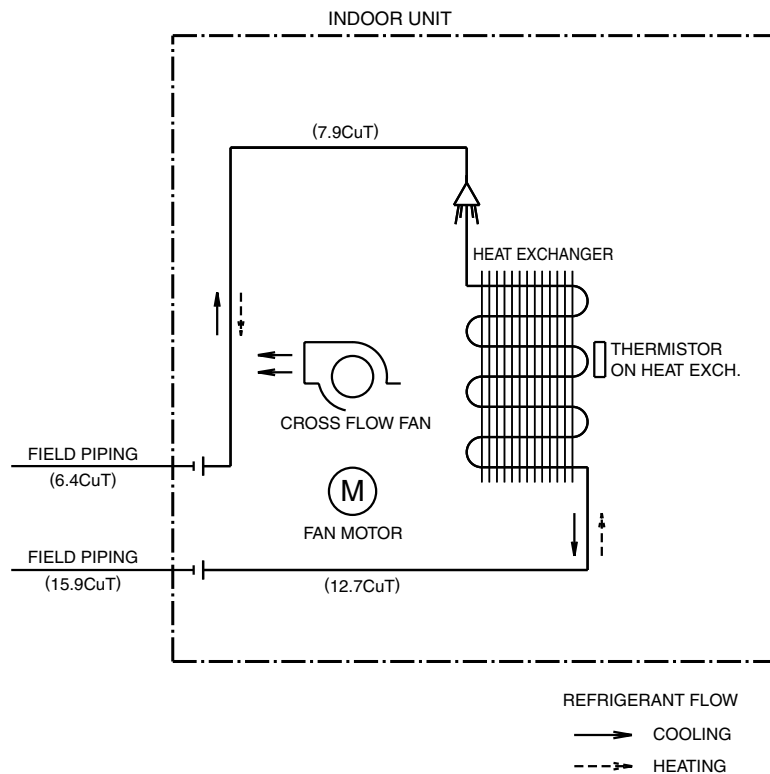 INDOOR UNIT
(7.9CuT)
HEAT EXCHANGER
THERMISTOR
ON HEAT EXCH.
CROSS FLOW FAN
FIELD PIPING
(6.4CuT)
M
FAN MOTOR
FIELD PIPING
(15.9CuT)
(12.7CuT)
REFRIGERANT FLOW
COOLING
HEATING